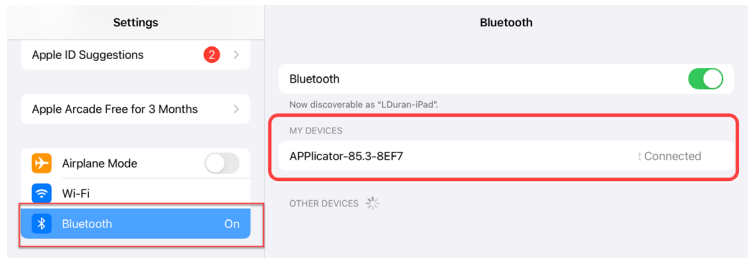 Settings
Apple ID Suggestions 2
Apple Arcade Free for 3 Months
Airplane Mode
Wi-Fi
Bluetooth On
Bluetooth
Bluetooth
Now discoverable as “LDuran-iPad”.
MY DEVICES
APPlicator-85.3-8EF7 Connected
OTHER DEVICES